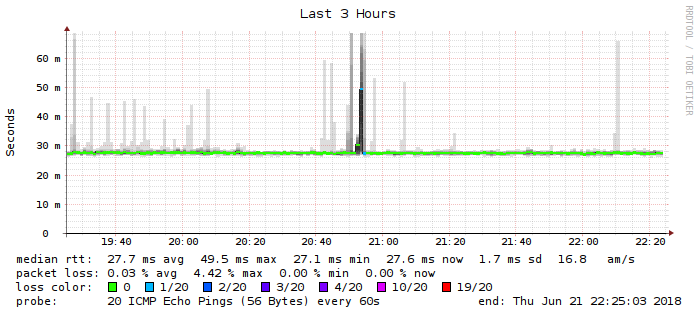 Last 3 Hours
RRDTOOL / TOBI OETIKER
Seconds
60 m
50 m
40 m
30 m
20 m
10 m
0
19:40 20:00 20:20 20:40 21:00 21:20 21:40 22:00 22:20
median rtt: 27.7 ms avg 49.5 ms max 27.1 ms min 27.6 ms now 1.7 ms sd 16.8 am/s
packet loss: 0.03 % avg 4.42 % max 0.00 % min 0.00 % now
loss color: 0 1/20 2/20 3/20 4/20 10/20 19/20
probe: 20 ICMP Echo Pings (56 Bytes) every 60s end: Thu Jun 21 22:25:03 2018